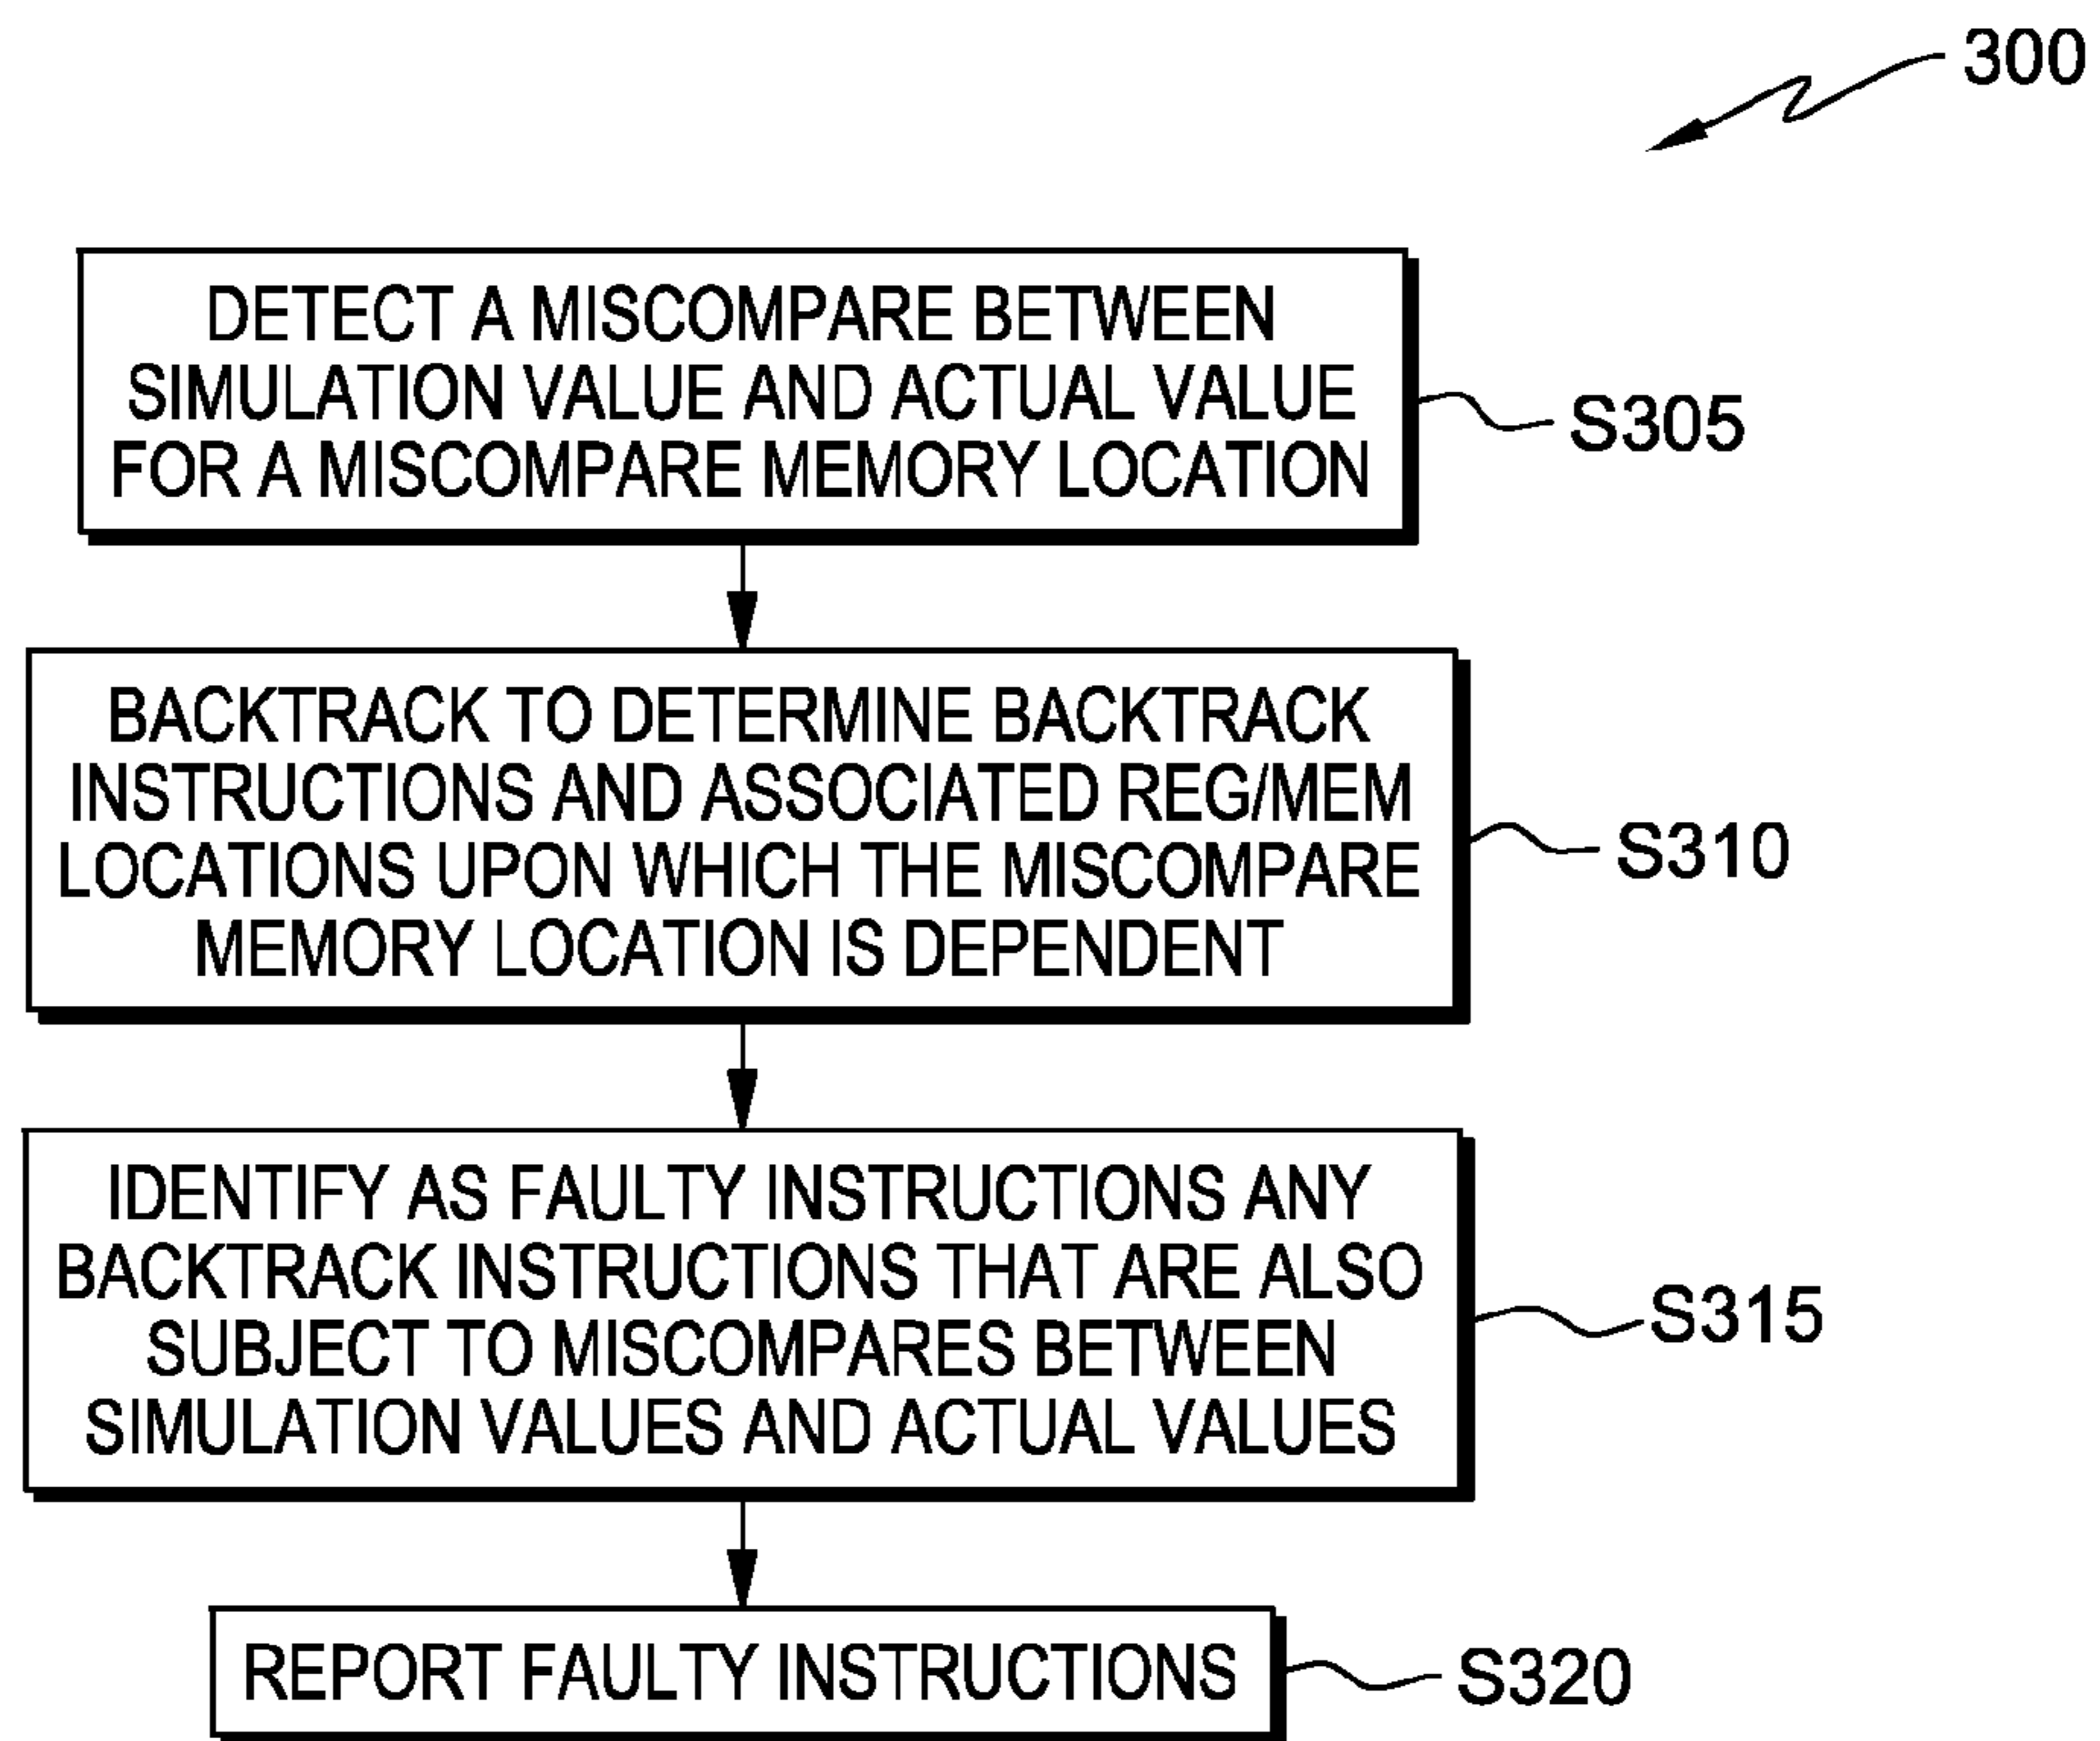 300
DETECT A MISCOMPARE BETWEEN
SIMULATION VALUE AND ACTUAL VALUE
FOR A MISCOMPARE MEMORY LOCATION
S305
BACKTRACK TO DETERMINE BACKTRACK
INSTRUCTIONS AND ASSOCIATED REG/MEM
LOCATIONS UPON WHICH THE MISCOMPARE
MEMORY LOCATION IS DEPENDENT
S310
IDENTIFY AS FAULTY INSTRUCTIONS ANY
BACKTRACK INSTRUCTIONS THAT ARE ALSO
SUBJECT TO MISCOMPARES BETWEEN
SIMULATION VALUES AND ACTUAL VALUES
S315
REPORT FAULTY INSTRUCTIONS
S320